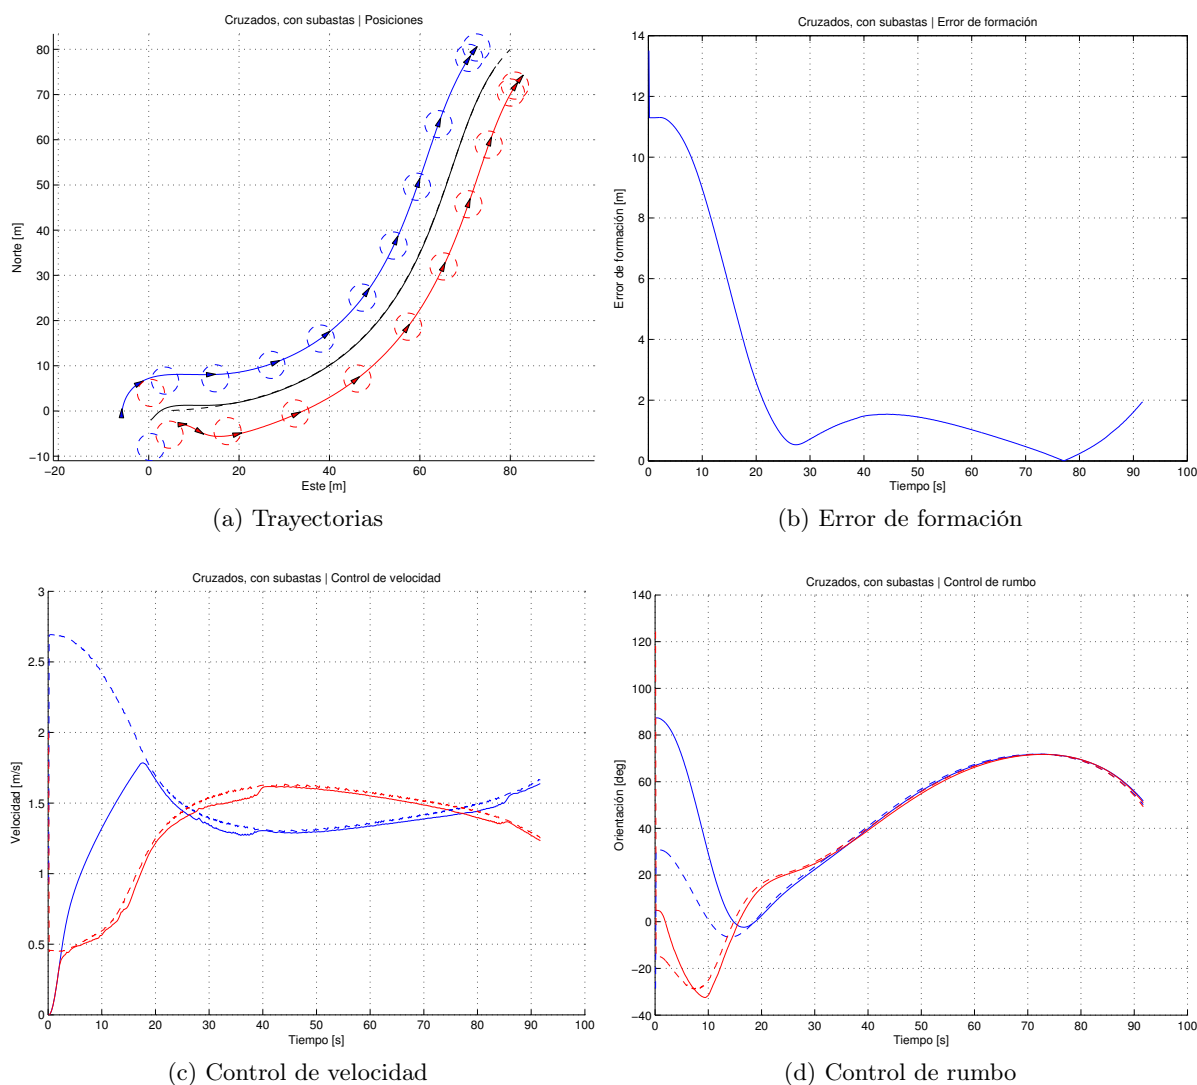 Cruzados, con subastas | Posiciones
80
70
60
50
40
30
20
10
0
−10
Norte [m]
−20 0 20 40 60 80
Este [m]
(a) Trayectorias
Cruzados, con subastas | Error de formación
14
12
10
8
6
4
2
0
Error de formación [m]
0 10 20 30 40 50 60 70 80 90 100
Tiempo [s]
(b) Error de formación
Cruzados, con subastas | Control de velocidad
3
2.5
2
1.5
1
0.5
0
Velocidad [m/s]
0 10 20 30 40 50 60 70 80 90 100
Tiempo [s]
(c) Control de velocidad
Cruzados, con subastas | Control de rumbo
140
120
100
80
60
40
20
0
−20
−40
Orientación [deg]
0 10 20 30 40 50 60 70 80 90 100
Tiempo [s]
(d) Control de rumbo